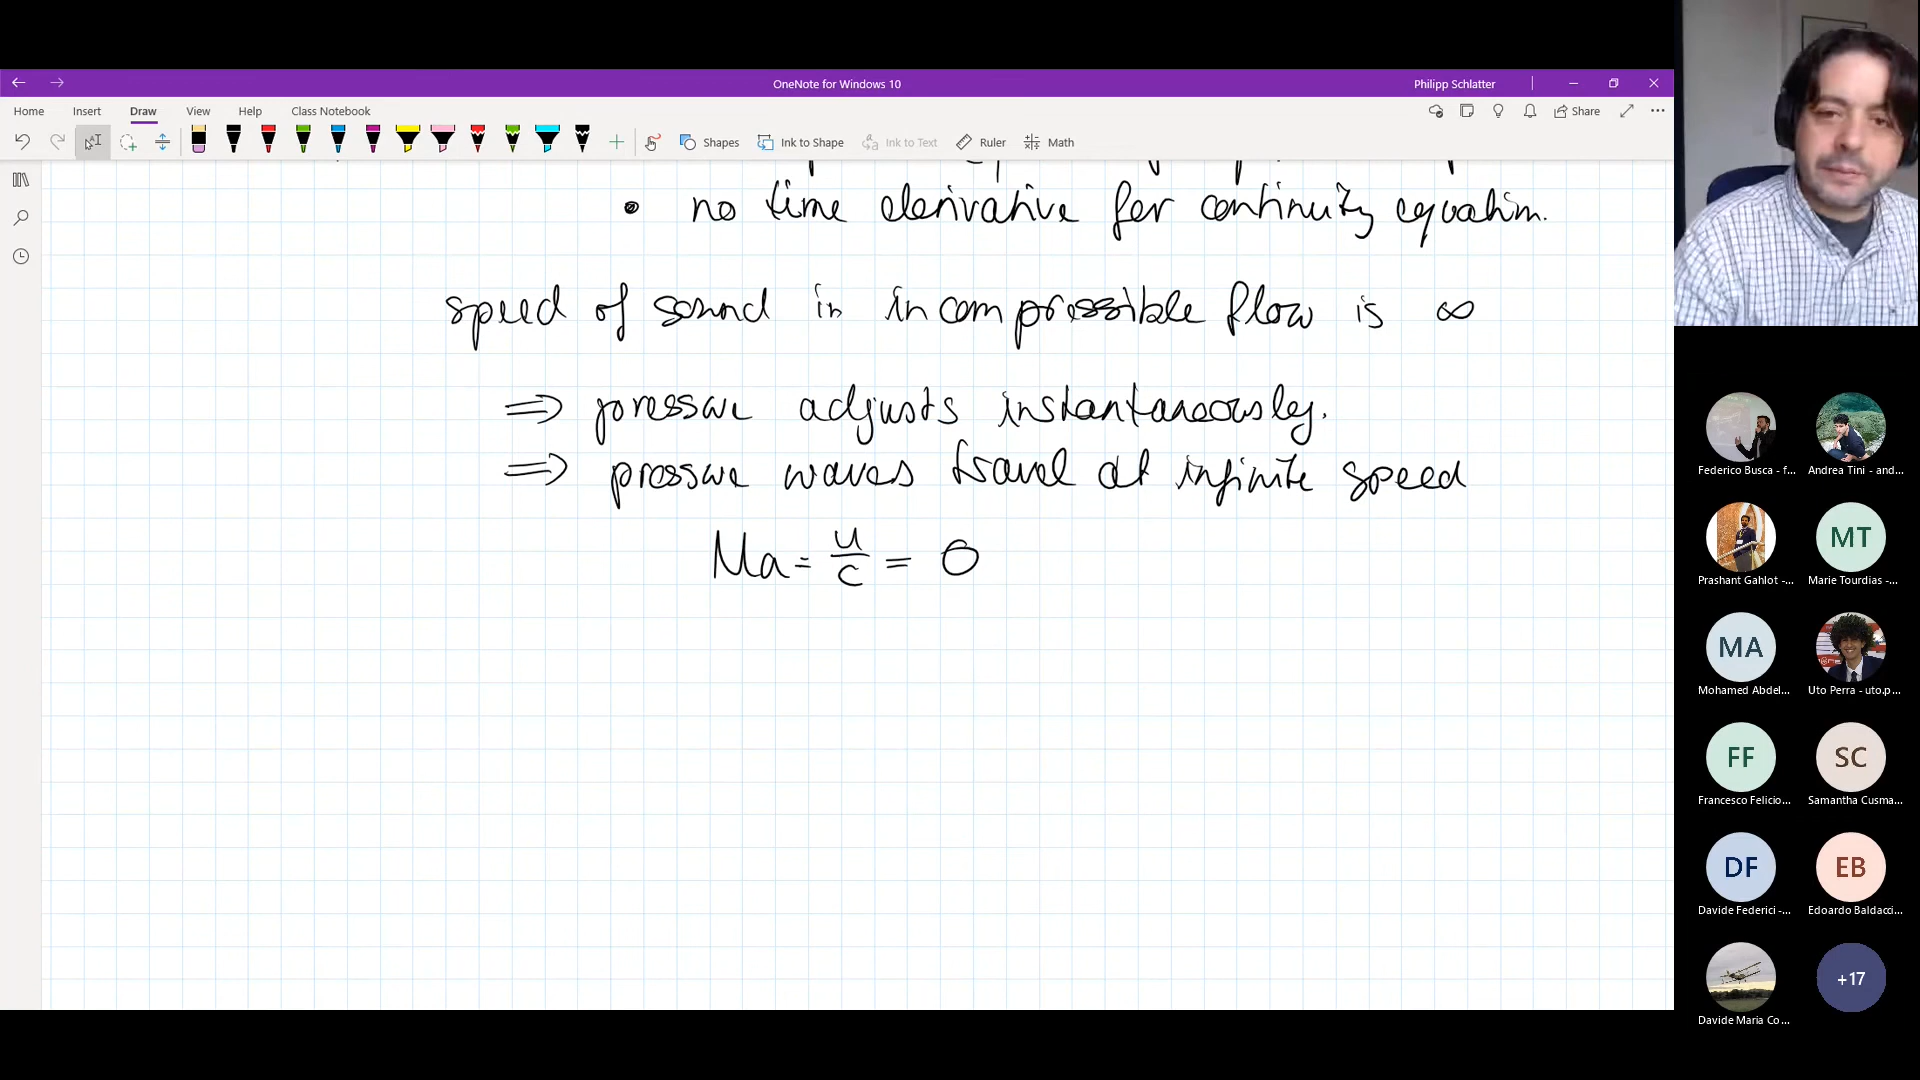 OneNote for Windows 10
Philipp Schlatter
Home Insert Draw View Help Class Notebook
Share
Shapes Ink to Shape Ink to Text Ruler Math
• no time derivative for continuity equation.
speed of sound in incompressible flow is ∞
⇒ pressure adjusts instantaneously.
⇒ pressure waves travel at infinite speed
Ma = u/c = 0
Federico Busca - f... Andrea Tini - and...
MT
Prashant Gahlot -... Marie Tourdias -...
MA
Mohamed Abdel... Uto Perra - uto.p...
FF SC
Francesco Felicio... Samantha Cusma...
DF EB
Davide Federici -... Edoardo Baldacci...
+17
Davide Maria Co...